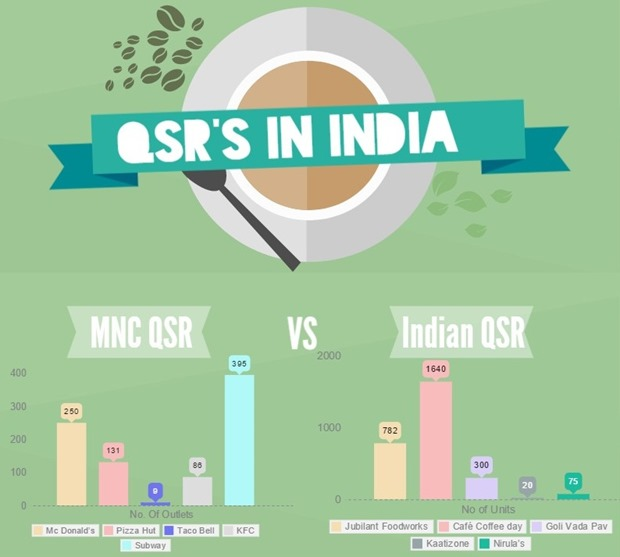 QSR'S IN INDIA
MNC QSR
VS
Indian QSR
400
300
200
100
0
250
131
9
86
395
No. Of Outlets
Mc Donald's
Pizza Hut
Taco Bell
KFC
Subway
2000
1000
0
782
1640
300
20
75
No of Units
Jubilant Foodworks
Café Coffee day
Goli Vada Pav
Kaatizone
Nirula's